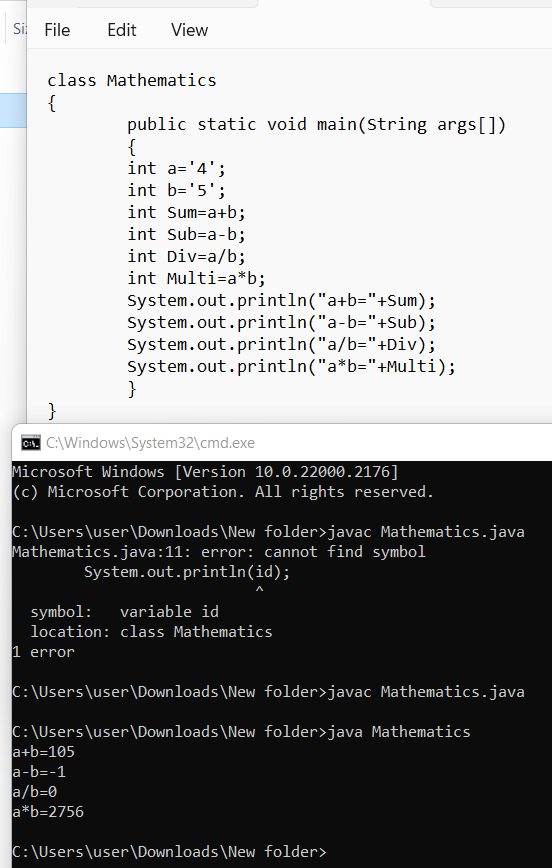 Si
File Edit View
class Mathematics
{
public static void main(String args[])
{
int a='4';
int b='5';
int Sum=a+b;
int Sub=a-b;
int Div=a/b;
int Multi=a*b;
System.out.println("a+b="+Sum);
System.out.println("a-b="+Sub);
System.out.println("a/b="+Div);
System.out.println("a*b="+Multi);
}
}
C:\Windows\System32\cmd.exe
Microsoft Windows [Version 10.0.22000.2176]
(c) Microsoft Corporation. All rights reserved.
C:\Users\user\Downloads\New folder>javac Mathematics.java
Mathematics.java:11: error: cannot find symbol
System.out.println(id);
^
symbol: variable id
location: class Mathematics
1 error
C:\Users\user\Downloads\New folder>javac Mathematics.java
C:\Users\user\Downloads\New folder>java Mathematics
a+b=105
a-b=-1
a/b=0
a*b=2756
C:\Users\user\Downloads\New folder>